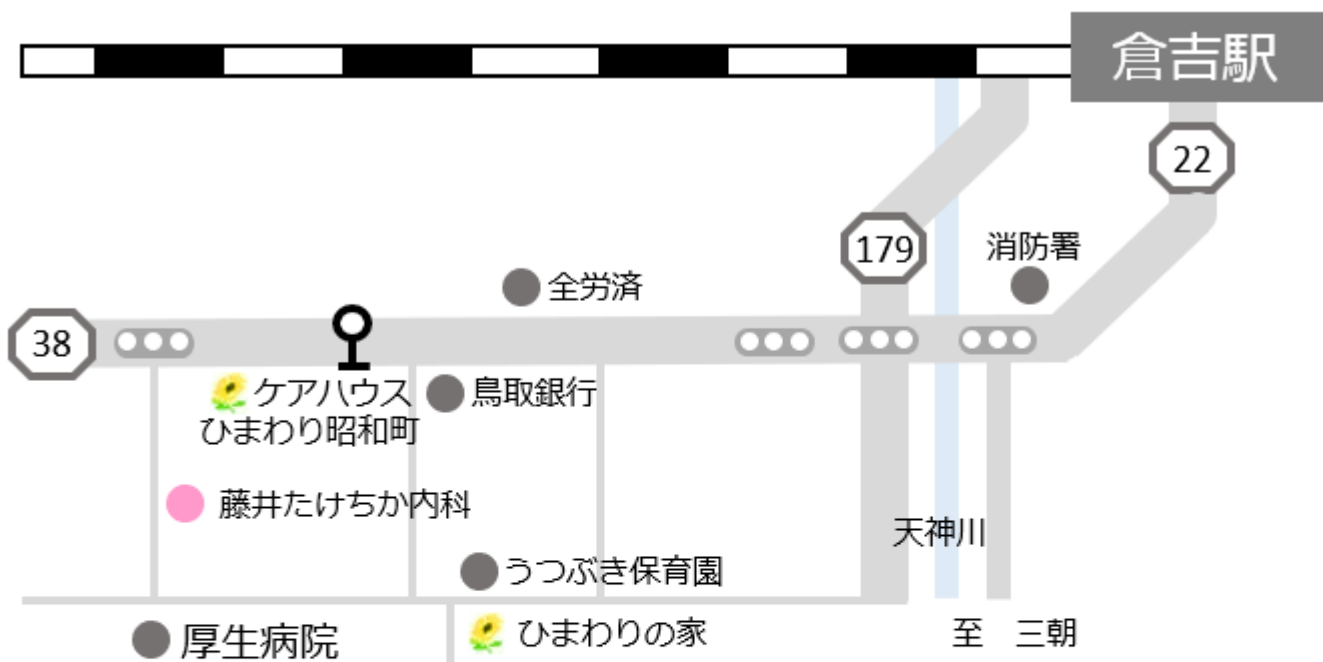 倉吉駅
22
179
消防署
全労済
38
ケアハウス
ひまわり昭和町
鳥取銀行
藤井たけちか内科
天神川
うつぶき保育園
厚生病院
ひまわりの家
至 三朝